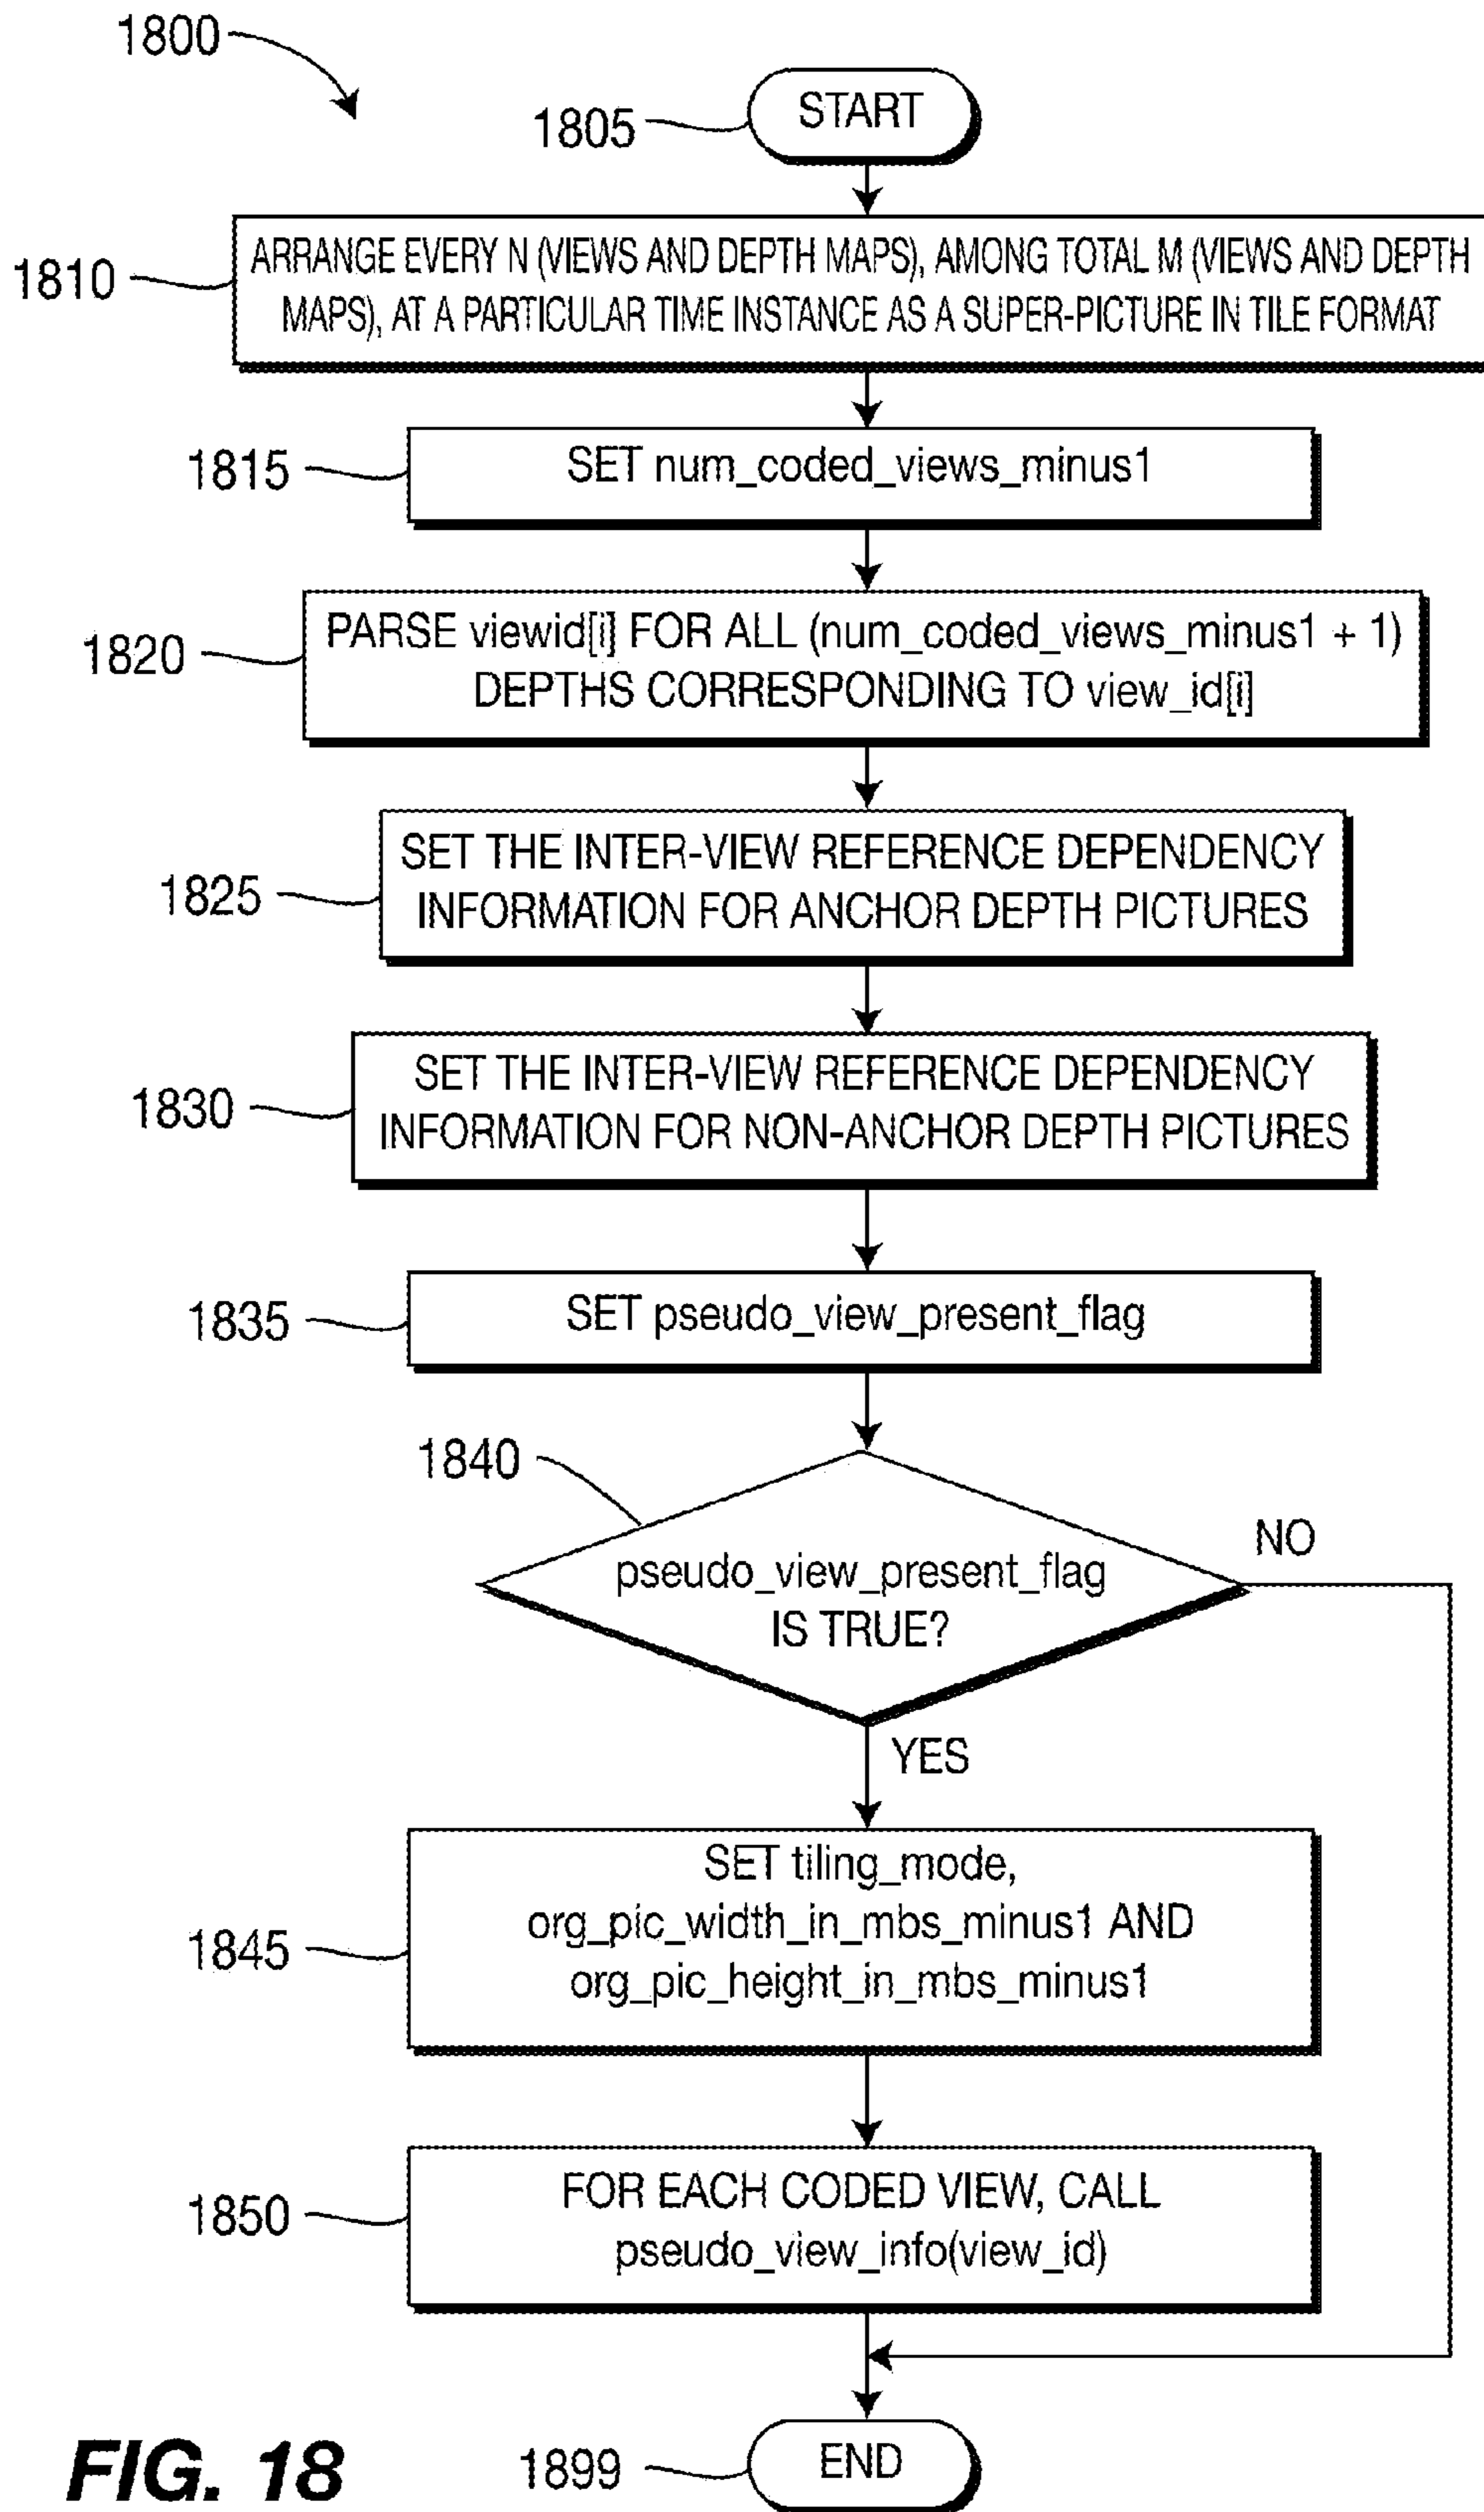 1800
START
1805
ARRANGE EVERY N (VIEWS AND DEPTH MAPS), AMONG TOTAL M (VIEWS AND DEPTH
MAPS), AT A PARTICULAR TIME INSTANCE AS A SUPER-PICTURE IN TILE FORMAT
1810
SET num_coded_views_minus1
1815
PARSE viewid[i] FOR ALL (num_coded_views_minus1 + 1)
DEPTHS CORRESPONDING TO view_id[i]
1820
SET THE INTER-VIEW REFERENCE DEPENDENCY
INFORMATION FOR ANCHOR DEPTH PICTURES
1825
SET THE INTER-VIEW REFERENCE DEPENDENCY
INFORMATION FOR NON-ANCHOR DEPTH PICTURES
1830
SET pseudo_view_present_flag
1835
1840
pseudo_view_present_flag
IS TRUE?
NO
YES
SET tiling_mode,
org_pic_width_in_mbs_minus1 AND
org_pic_height_in_mbs_minus1
1845
FOR EACH CODED VIEW, CALL
pseudo_view_info(view_id)
1850
END
1899
FIG. 18